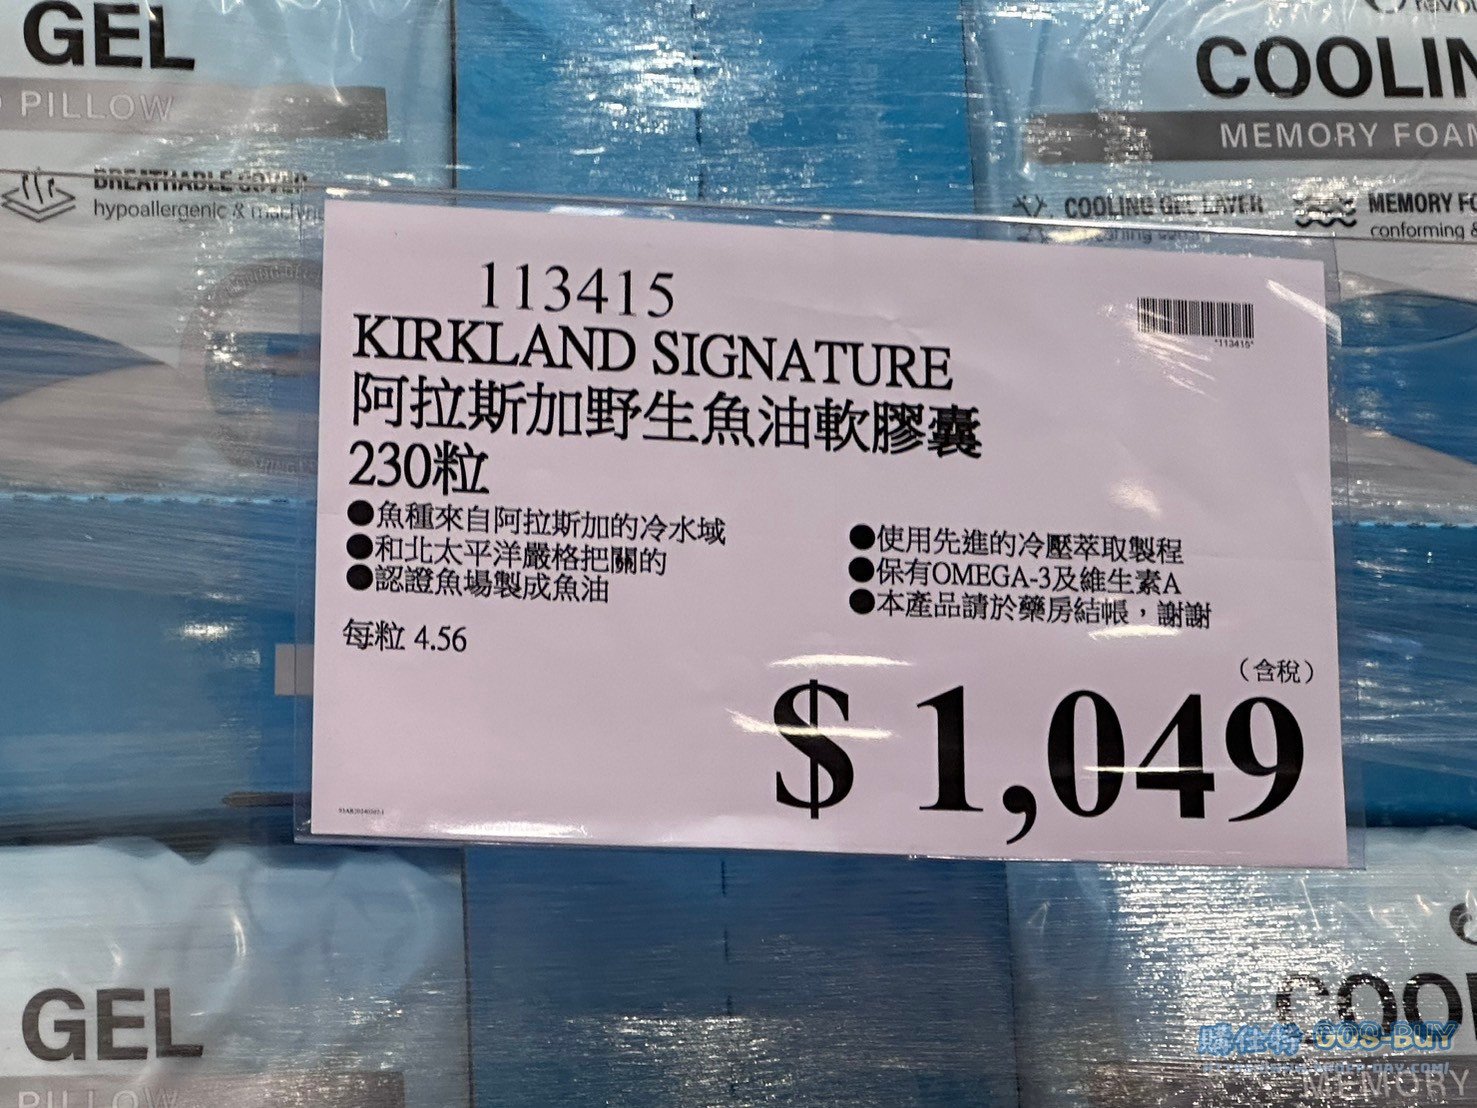 GEL
PILLOW
BREATHABLE COVER
hypoallergenic &
COOLIN
MEMORY FOA
COOLING GEL LAYER
MEMORY FO
conforming &
113415
KIRKLAND SIGNATURE
阿拉斯加野生魚油軟膠囊
230粒
*113415*
●魚種來自阿拉斯加的冷水域
●和北太平洋嚴格把關的
●認證魚場製成魚油
●使用先進的冷壓萃取製程
●保有OMEGA-3及維生素A
●本產品請於藥房結帳，謝謝
每粒 4.56
(含稅)
$ 1,049
GEL
PILLOW
COO
MEMORY
購仕特 COS-BUY